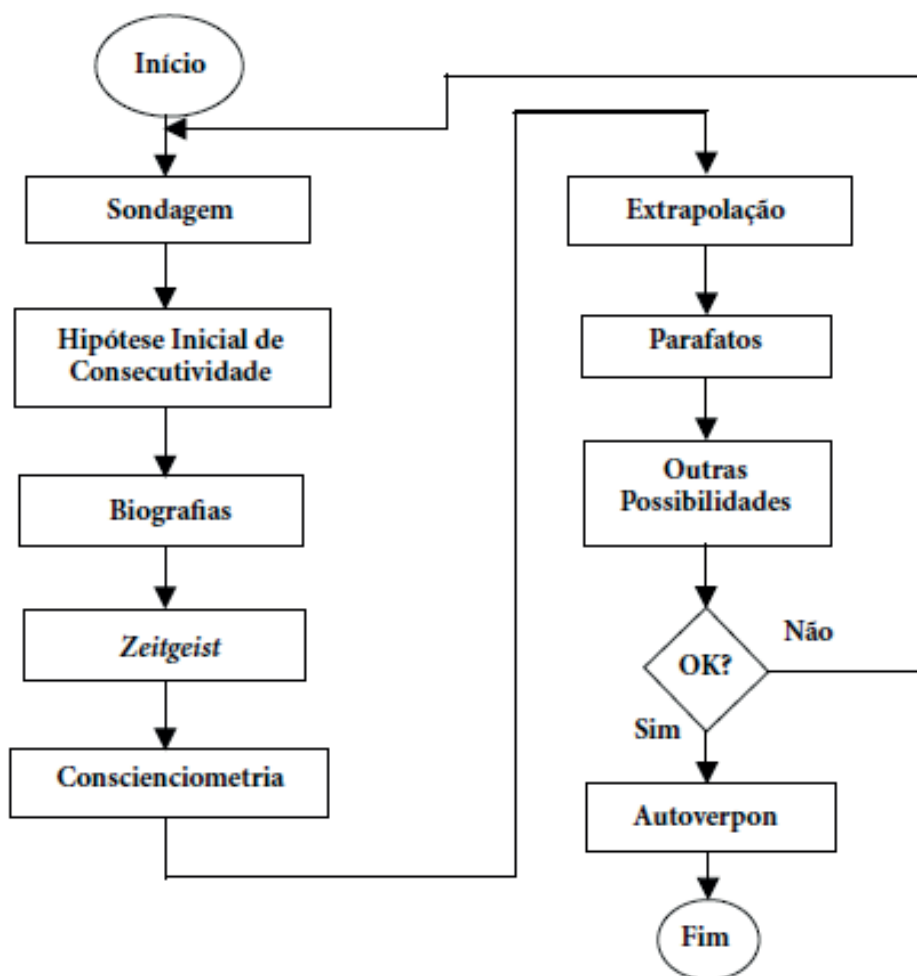 Início
Sondagem
Hipótese Inicial de
Consecutividade
Biografias
Zeitgeist
Conscienciometria
Extrapolação
Parafatos
Outras
Possibilidades
OK?
Não
Sim
Autoverpon
Fim